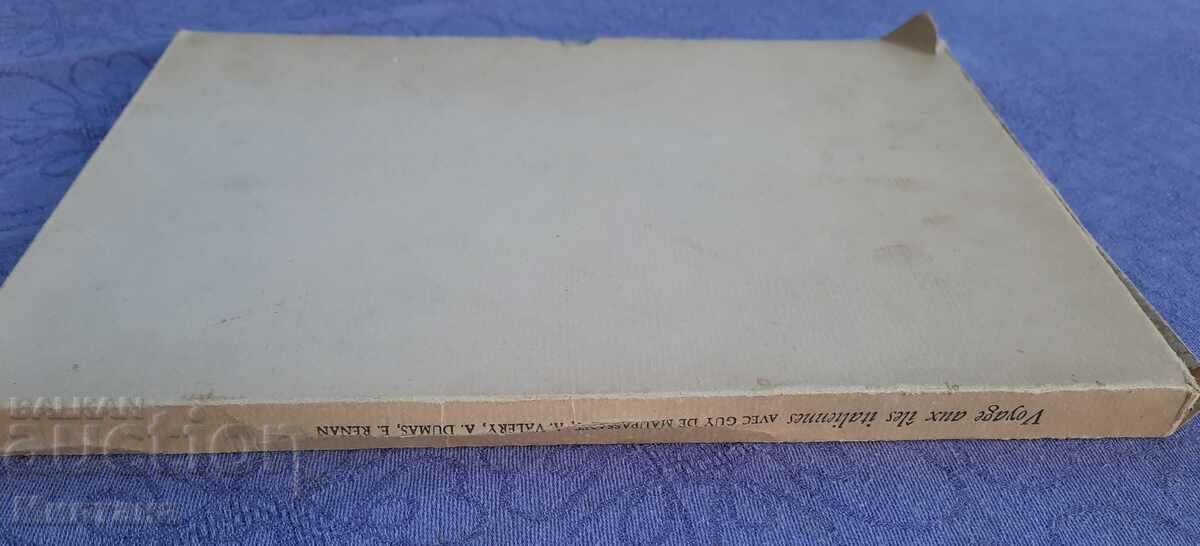 Voyage aux îles italiennes AVEC GUY DE MAUPASSANT, A. VALERY, A. DUMAS, E. RENAN
BALKAN
auction